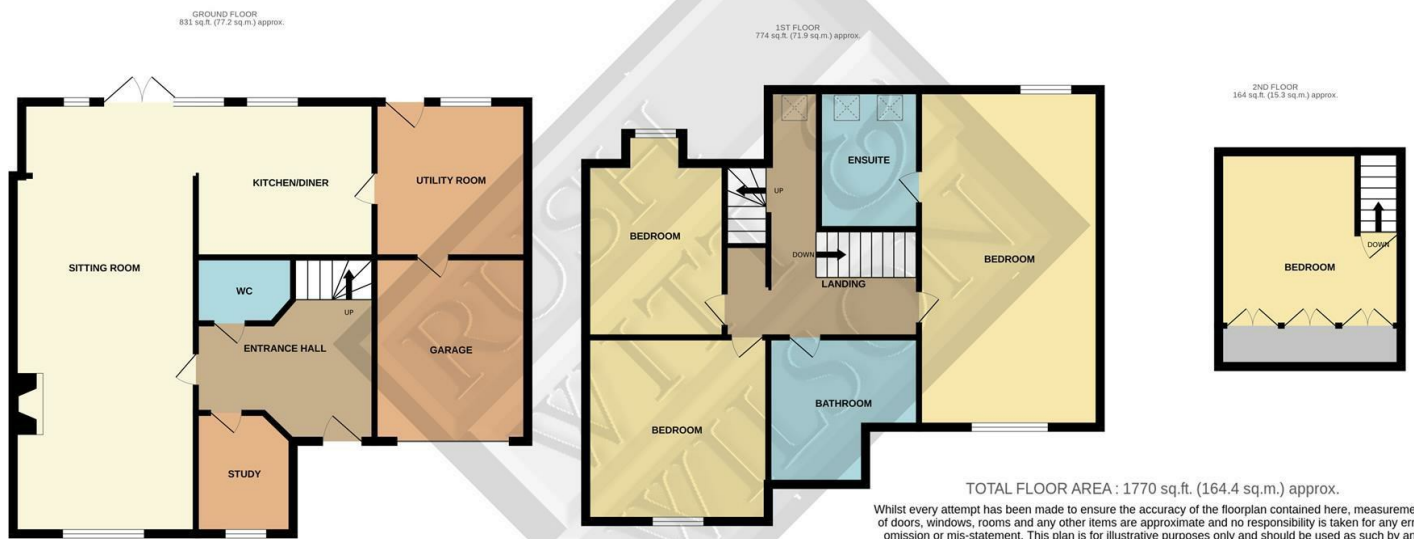 GROUND FLOOR
831 sq.ft. (77.2 sq.m.) approx.
KITCHEN/DINER
UTILITY ROOM
SITTING ROOM
WC
UP
ENTRANCE HALL
GARAGE
STUDY
1ST FLOOR
774 sq.ft. (71.9 sq.m.) approx.
ENSUITE
UP
BEDROOM
DOWN
BEDROOM
LANDING
BATHROOM
BEDROOM
2ND FLOOR
164 sq.ft. (15.3 sq.m.) approx.
DOWN
BEDROOM
RUSH
WITT &
WILSON
TOTAL FLOOR AREA : 1770 sq.ft. (164.4 sq.m.) approx.
Whilst every attempt has been made to ensure the accuracy of the floorplan contained here, measureme
of doors, windows, rooms and any other items are approximate and no responsibility is taken for any err
omission or mis-statement. This plan is for illustrative purposes only and should be used as such by an